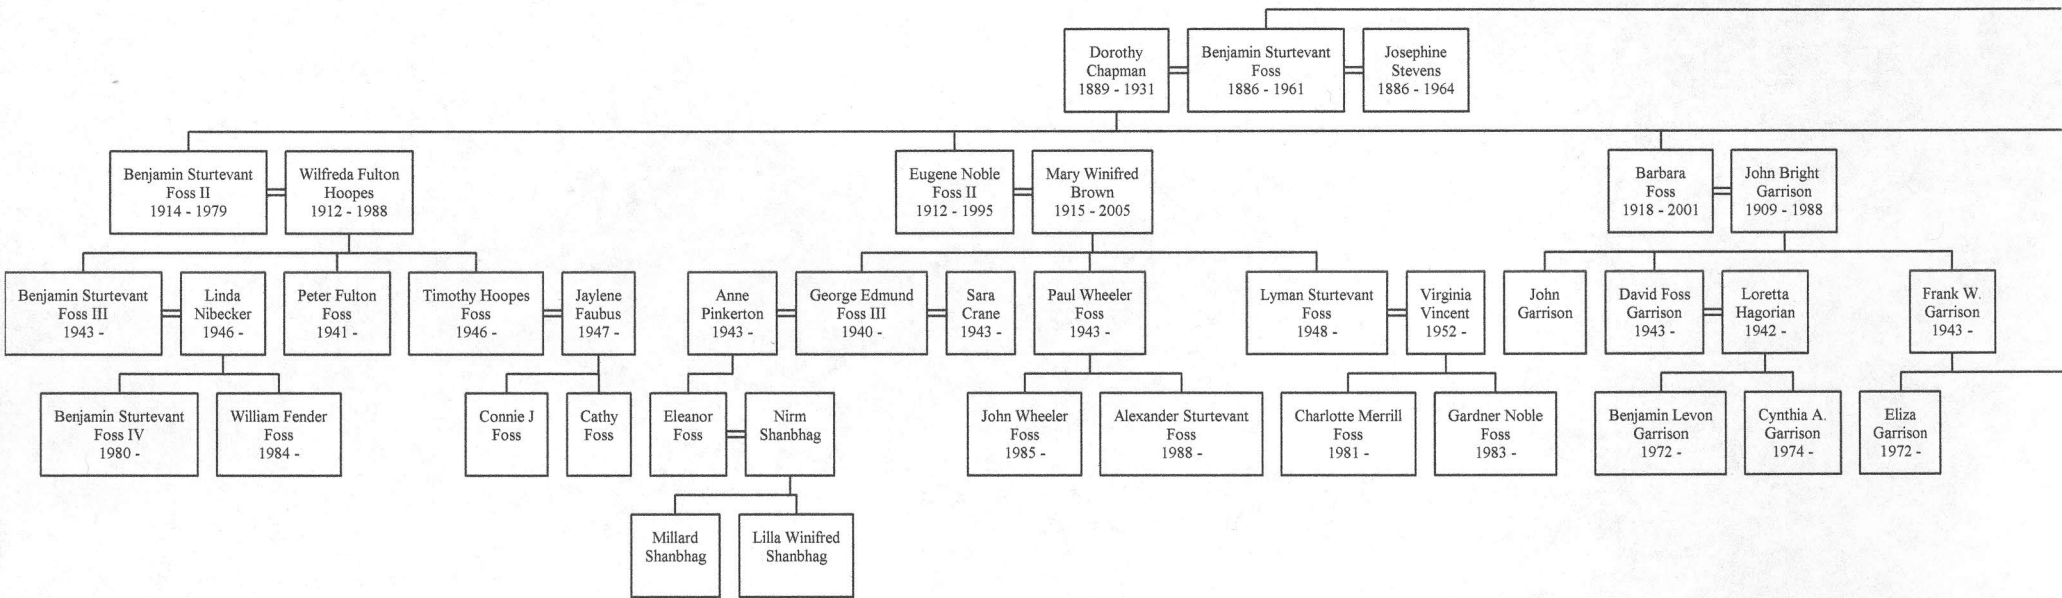 Dorothy
Chapman
1889 - 1931
Benjamin Sturtevant
Foss
1886 - 1961
Josephine
Stevens
1886 - 1964
Benjamin Sturtevant
Foss II
1914 - 1979
Wilfreda Fulton
Hoopes
1912 - 1988
Eugene Noble
Foss II
1912 - 1995
Mary Winifred
Brown
1915 - 2005
Barbara
Foss
1918 - 2001
John Bright
Garrison
1909 - 1988
Benjamin Sturtevant
Foss III
1943 -
Linda
Nibecker
1946 -
Peter Fulton
Foss
1941 -
Timothy Hoopes
Foss
1946 -
Jaylene
Faubus
1947 -
Anne
Pinkerton
1943 -
George Edmund
Foss III
1940 -
Sara
Crane
1943 -
Paul Wheeler
Foss
1943 -
Lyman Sturtevant
Foss
1948 -
Virginia
Vincent
1952 -
John
Garrison
David Foss
Garrison
1943 -
Loretta
Hagorian
1942 -
Frank W.
Garrison
1943 -
Benjamin Sturtevant
Foss IV
1980 -
William Fender
Foss
1984 -
Connie J
Foss
Cathy
Foss
Eleanor
Foss
Nirm
Shanbhag
John Wheeler
Foss
1985 -
Alexander Sturtevant
Foss
1988 -
Charlotte Merrill
Foss
1981 -
Gardner Noble
Foss
1983 -
Benjamin Levon
Garrison
1972 -
Cynthia A.
Garrison
1974 -
Eliza
Garrison
1972 -
Millard
Shanbhag
Lilla Winifred
Shanbhag